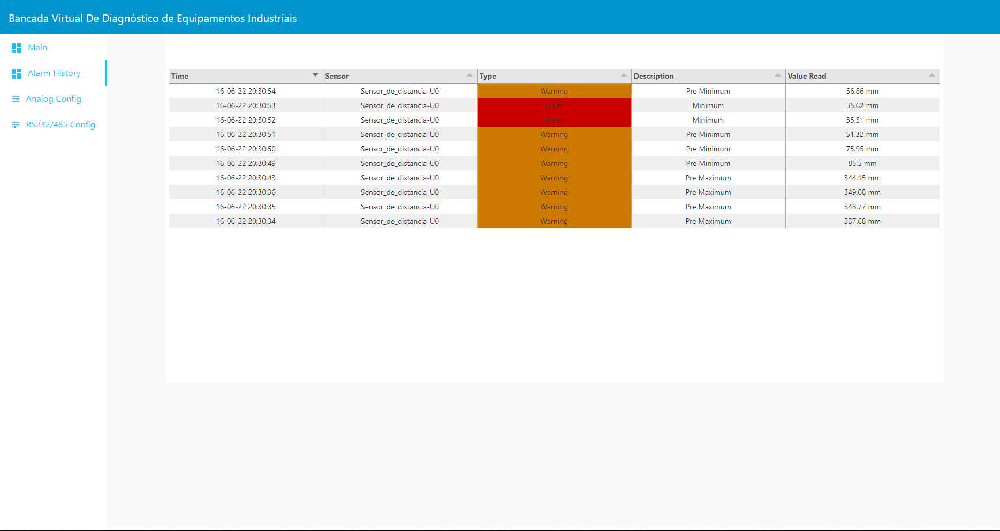 Bancada Virtual De Diagnóstico de Equipamentos Industriais
Main
Alarm History
Analog Config
RS232/485 Config
Time Sensor Type Description Value Read
16-06-22 20:30:54 Sensor_de_distancia-U0 Warning Pre Minimum 56.86 mm
16-06-22 20:30:53 Sensor_de_distancia-U0 Alarm Minimum 35.62 mm
16-06-22 20:30:52 Sensor_de_distancia-U0 Alarm Minimum 35.31 mm
16-06-22 20:30:51 Sensor_de_distancia-U0 Warning Pre Minimum 51.32 mm
16-06-22 20:30:50 Sensor_de_distancia-U0 Warning Pre Minimum 75.95 mm
16-06-22 20:30:49 Sensor_de_distancia-U0 Warning Pre Minimum 85.5 mm
16-06-22 20:30:43 Sensor_de_distancia-U0 Warning Pre Maximum 344.15 mm
16-06-22 20:30:36 Sensor_de_distancia-U0 Warning Pre Maximum 349.08 mm
16-06-22 20:30:35 Sensor_de_distancia-U0 Warning Pre Maximum 348.77 mm
16-06-22 20:30:34 Sensor_de_distancia-U0 Warning Pre Maximum 337.68 mm